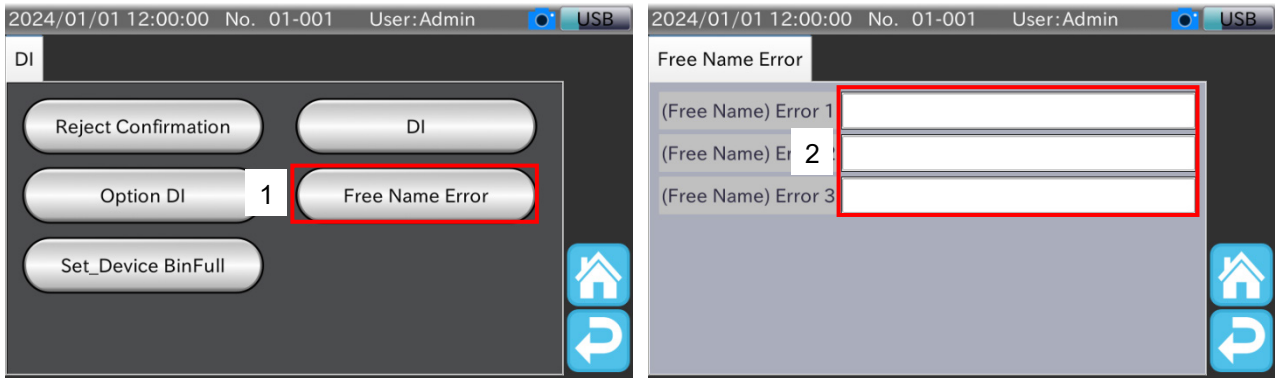 2024/01/01 12:00:00 No. 01-001 User:Admin USB
DI
Reject Confirmation
DI
Option DI
1
Free Name Error
Set_Device BinFull
2024/01/01 12:00:00 No. 01-001 User:Admin USB
Free Name Error
(Free Name) Error 1
(Free Name) Er
2
(Free Name) Error 3